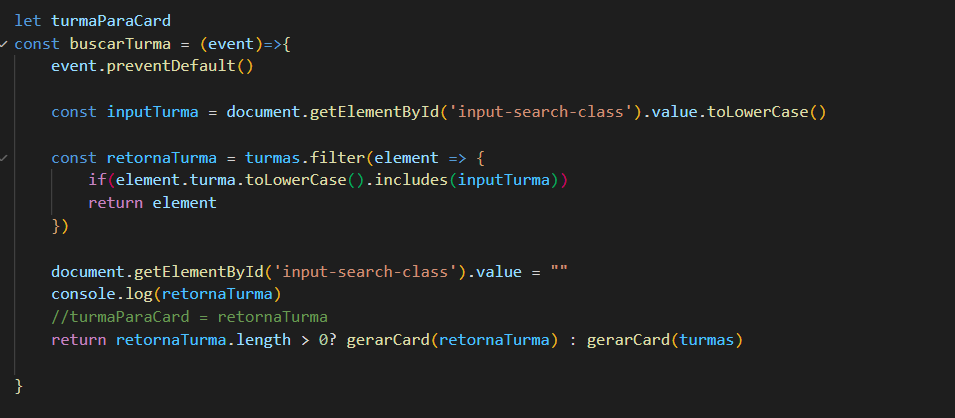 let turmaParaCard
const buscarTurma = (event)=>{
    event.preventDefault()
    const inputTurma = document.getElementById('input-search-class').value.toLowerCase()
    const retornaTurma = turmas.filter(element => {
        if(element.turma.toLowerCase().includes(inputTurma))
        return element
    })
    document.getElementById('input-search-class').value = ""
    console.log(retornaTurma)
    //turmaParaCard = retornaTurma
    return retornaTurma.length > 0? gerarCard(retornaTurma) : gerarCard(turmas)
}